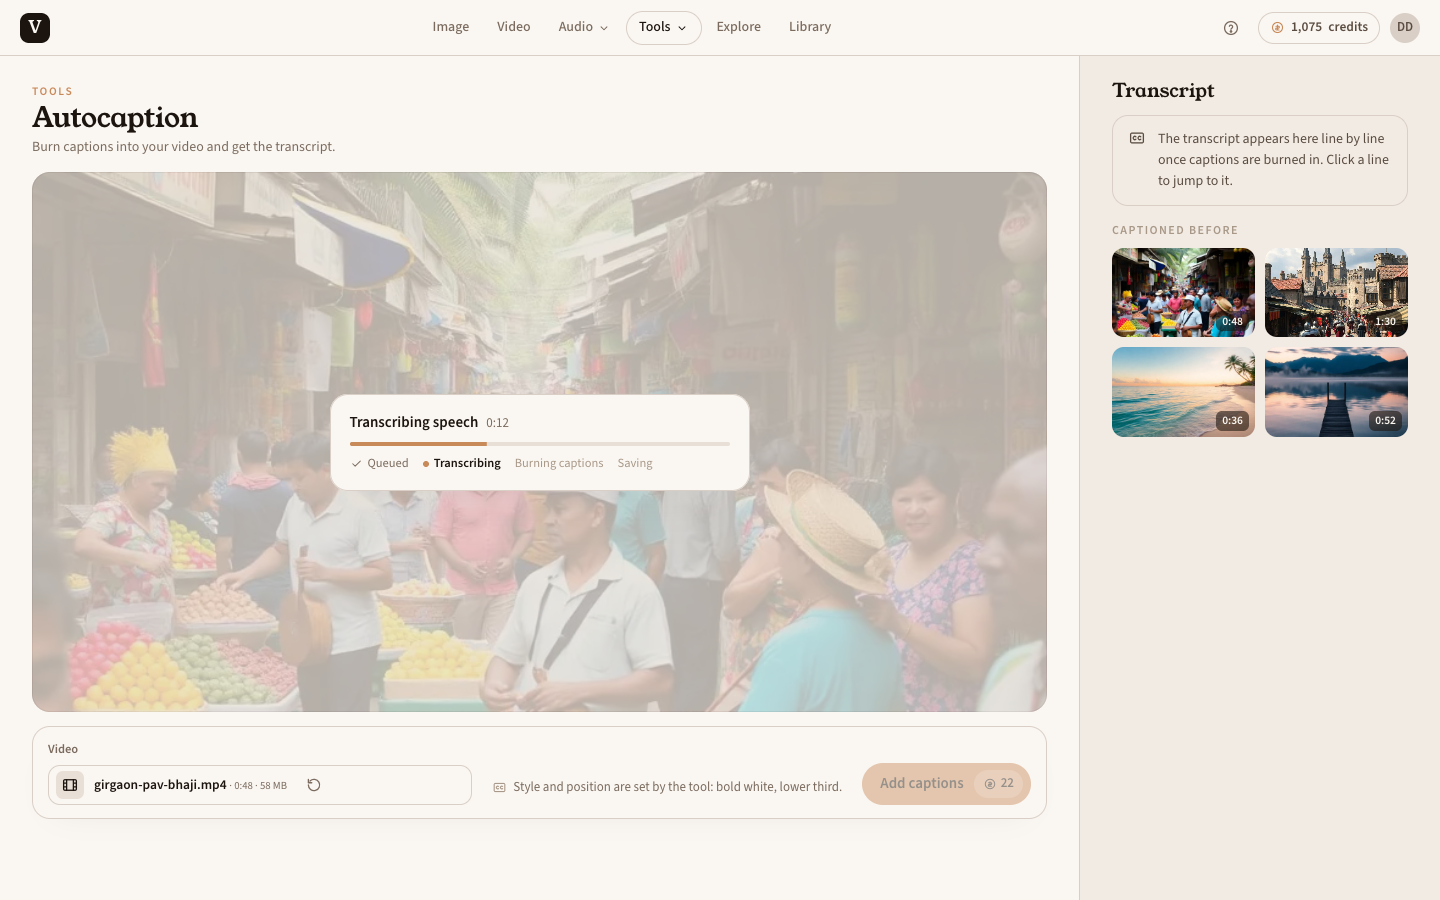 V
Image
Video
Audio
Tools
Explore
Library
1,075 credits
DD
TOOLS
Autocaption
Burn captions into your video and get the transcript.
Transcribing speech 0:12
Queued
Transcribing
Burning captions
Saving
Video
girgaon-pav-bhaji.mp4 · 0:48 · 58 MB
Style and position are set by the tool: bold white, lower third.
Add captions 22
Transcript
The transcript appears here line by line
once captions are burned in. Click a line
to jump to it.
CAPTIONED BEFORE
0:48
1:30
0:36
0:52